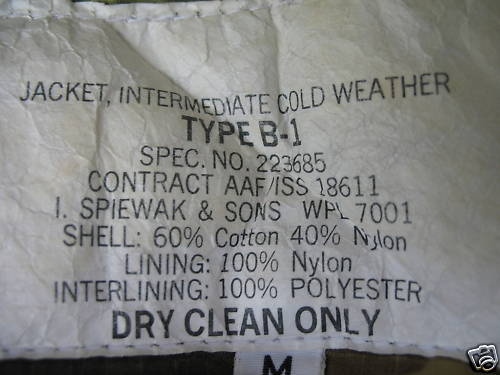 JACKET, INTERMEDIATE COLD WEATHER
TYPE B-1
SPEC. NO. 223685
CONTRACT AAF/ISS 18611
I. SPIEWAK & SONS WPL 7001
SHELL: 60% Cotton 40% Nylon
LINING: 100% Nylon
INTERLINING: 100% POLYESTER
DRY CLEAN ONLY
M